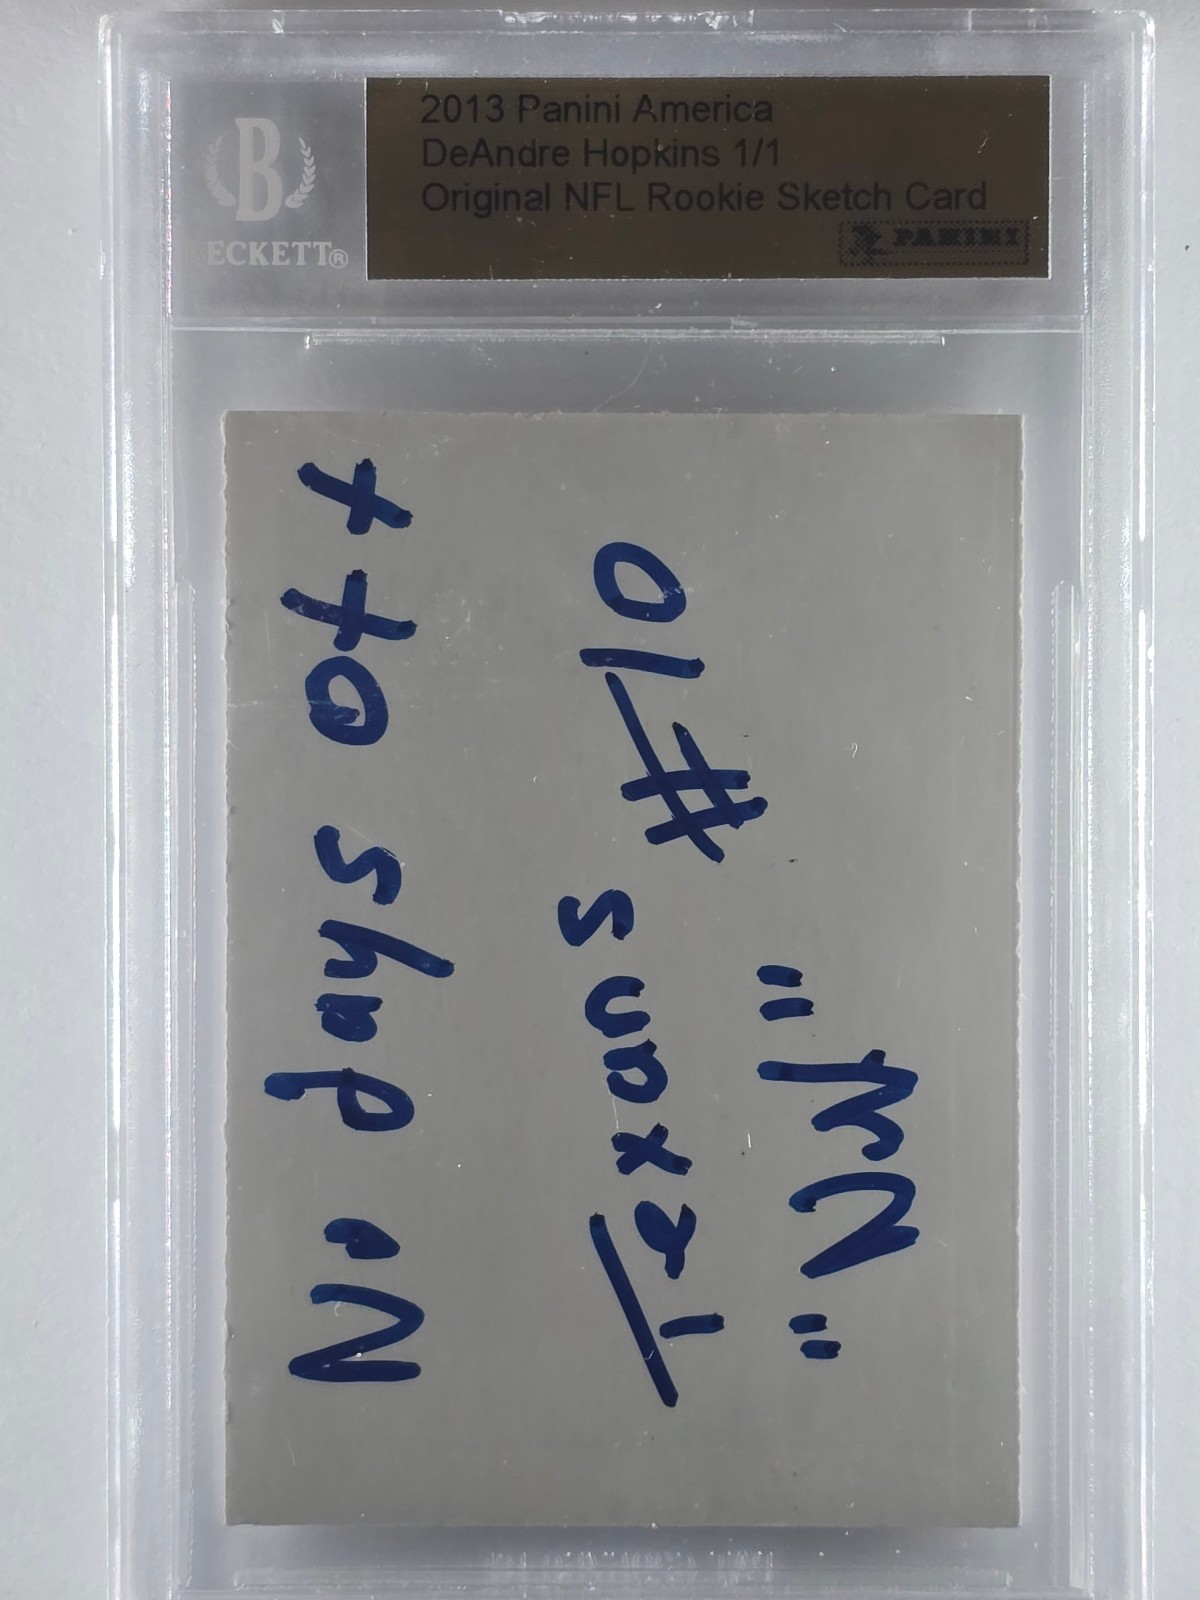 BECKETT®
2013 Panini America
DeAndre Hopkins 1/1
Original NFL Rookie Sketch Card
PANINI
No days off
Texans #10
"Nuk"